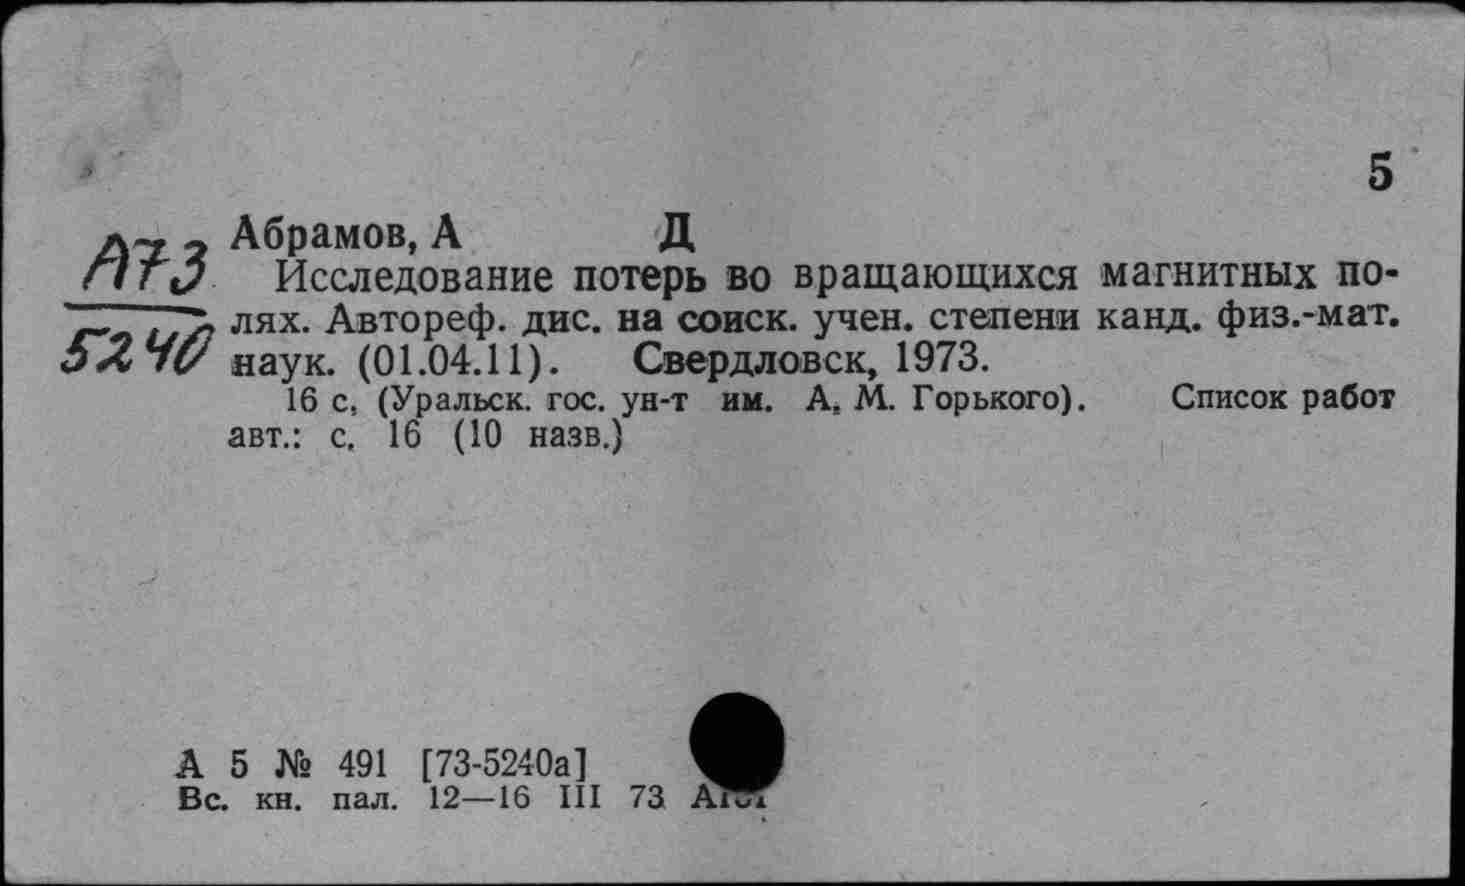 5
Абрамов, А Д
А73
Исследование потерь во вращающихся магнитных по-
лях. Автореф. дис. на соиск. учен. степени канд. физ.-мат.
5240
наук. (01.04.11). Свердловск, 1973.
16 с, (Уральск. гос. ун-т им. А. М. Горького). Список работ
авт.: с. 16 (10 назв.)
А 5 № 491 [73-5240а]
Вс. кн. пал. 12—16 III 73